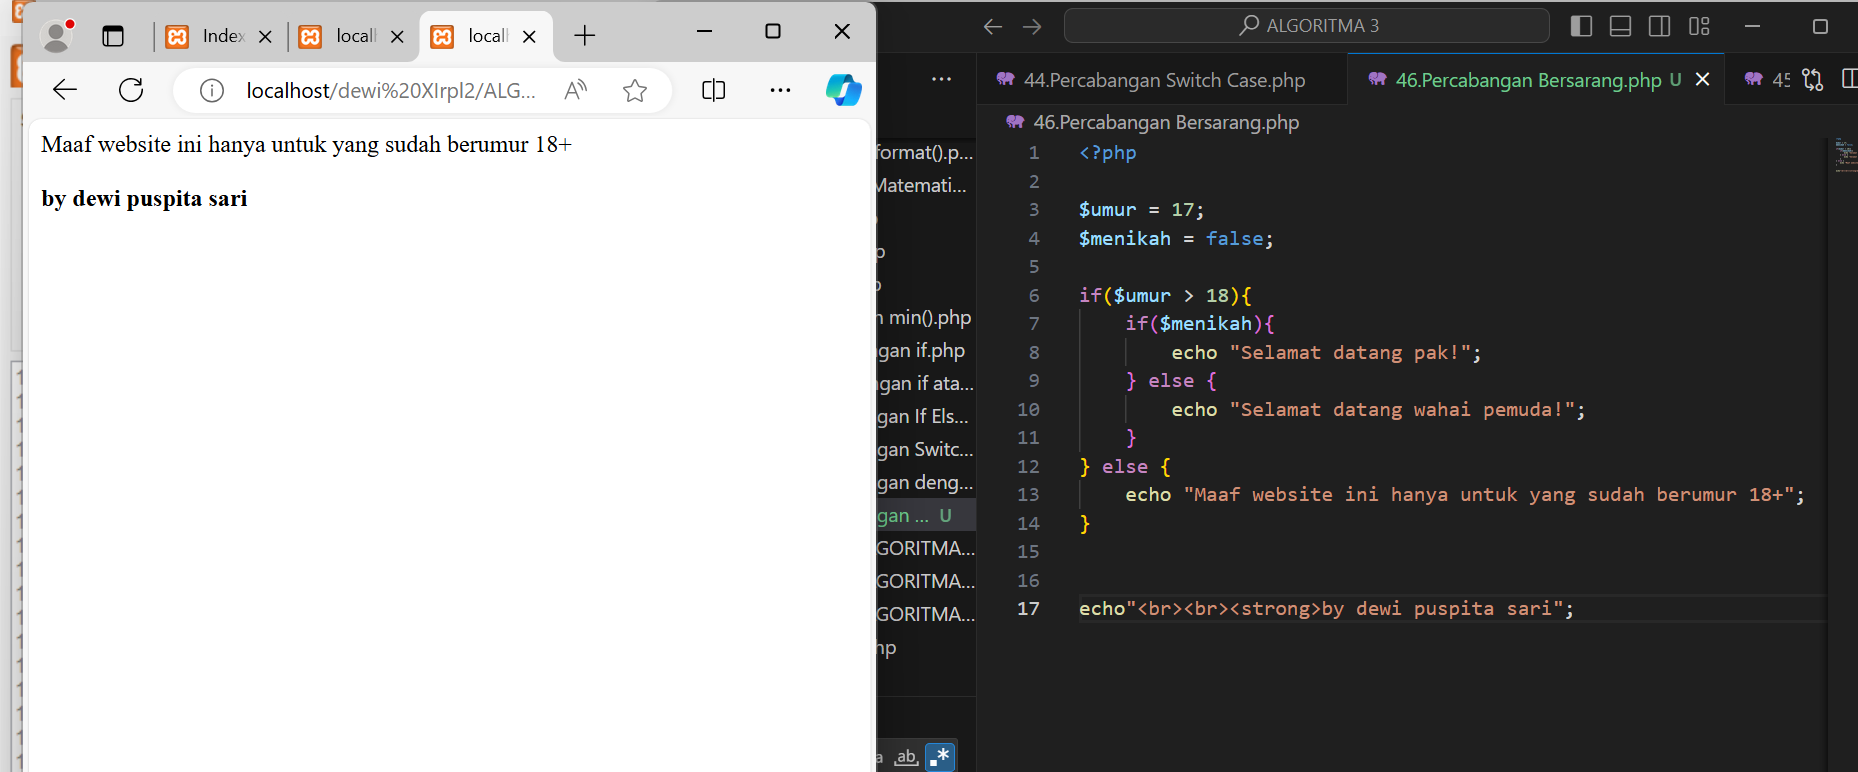 Index
local
local
localhost/dewi%20XIrpl2/ALG...
Maaf website ini hanya untuk yang sudah berumur 18+
by dewi puspita sari
ALGORITMA 3
44.Percabangan Switch Case.php
46.Percabangan Bersarang.php U
45
46.Percabangan Bersarang.php
format().p...
Matemati...
p
p
n min().php
gan if.php
gan if ata...
gan If Els...
gan Switc...
gan deng...
gan ... U
GORITMA...
GORITMA...
GORITMA...
hp
ab
1 <?php
2
3 $umur = 17;
4 $menikah = false;
5
6 if($umur > 18){
7 if($menikah){
8 echo "Selamat datang pak!";
9 } else {
10 echo "Selamat datang wahai pemuda!";
11 }
12 } else {
13 echo "Maaf website ini hanya untuk yang sudah berumur 18+";
14 }
15
16
17 echo"<br><br><strong>by dewi puspita sari";